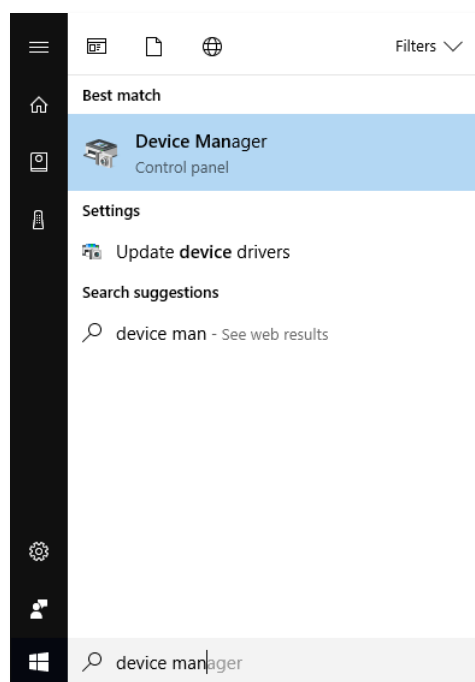 Filters
Best match
Device Manager
Control panel
Settings
Update device drivers
Search suggestions
device man - See web results
device manager